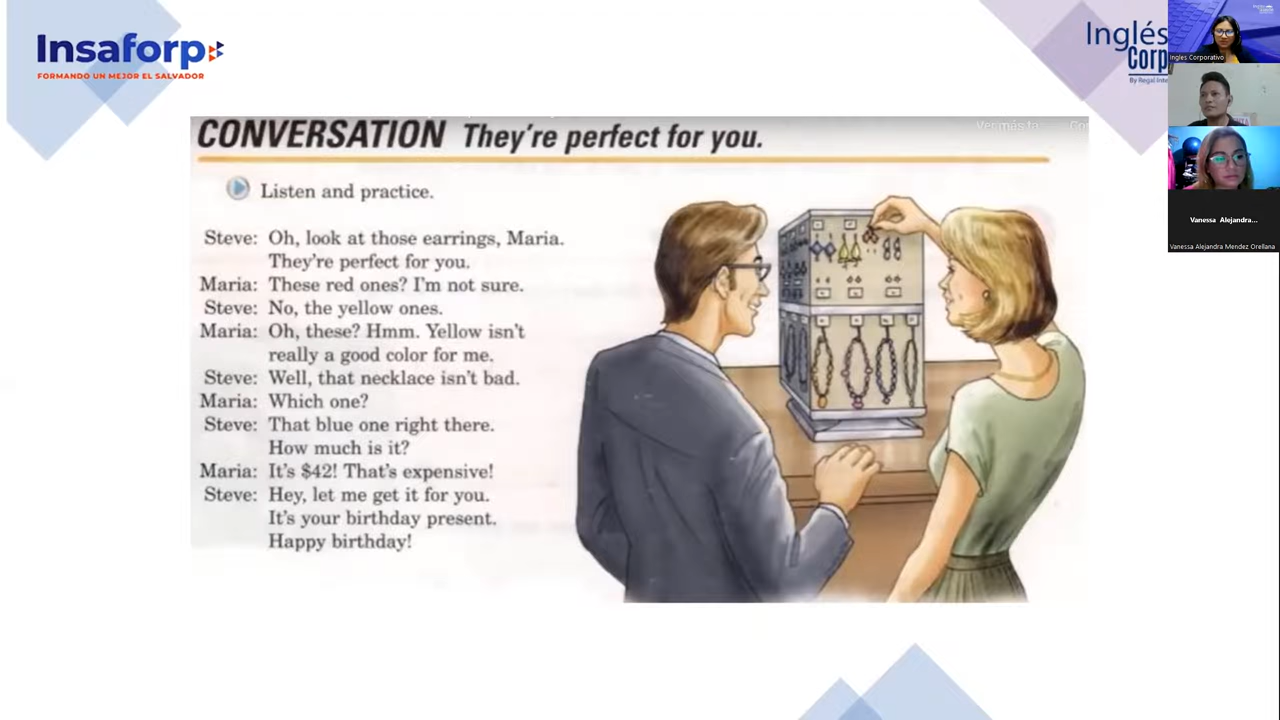 Insaforp
FORMANDO UN MEJOR EL SALVADOR
Inglés
Corp
By Regal Inte
Ingles Corporativo
Vanessa Alejandra...
Vanessa Alejandra Mendez Orellana
CONVERSATION They're perfect for you.
Listen and practice.
Steve: Oh, look at those earrings, Maria.
They're perfect for you.
Maria: These red ones? I'm not sure.
Steve: No, the yellow ones.
Maria: Oh, these? Hmm. Yellow isn't
really a good color for me.
Steve: Well, that necklace isn't bad.
Maria: Which one?
Steve: That blue one right there.
How much is it?
Maria: It's $42! That's expensive!
Steve: Hey, let me get it for you.
It's your birthday present.
Happy birthday!